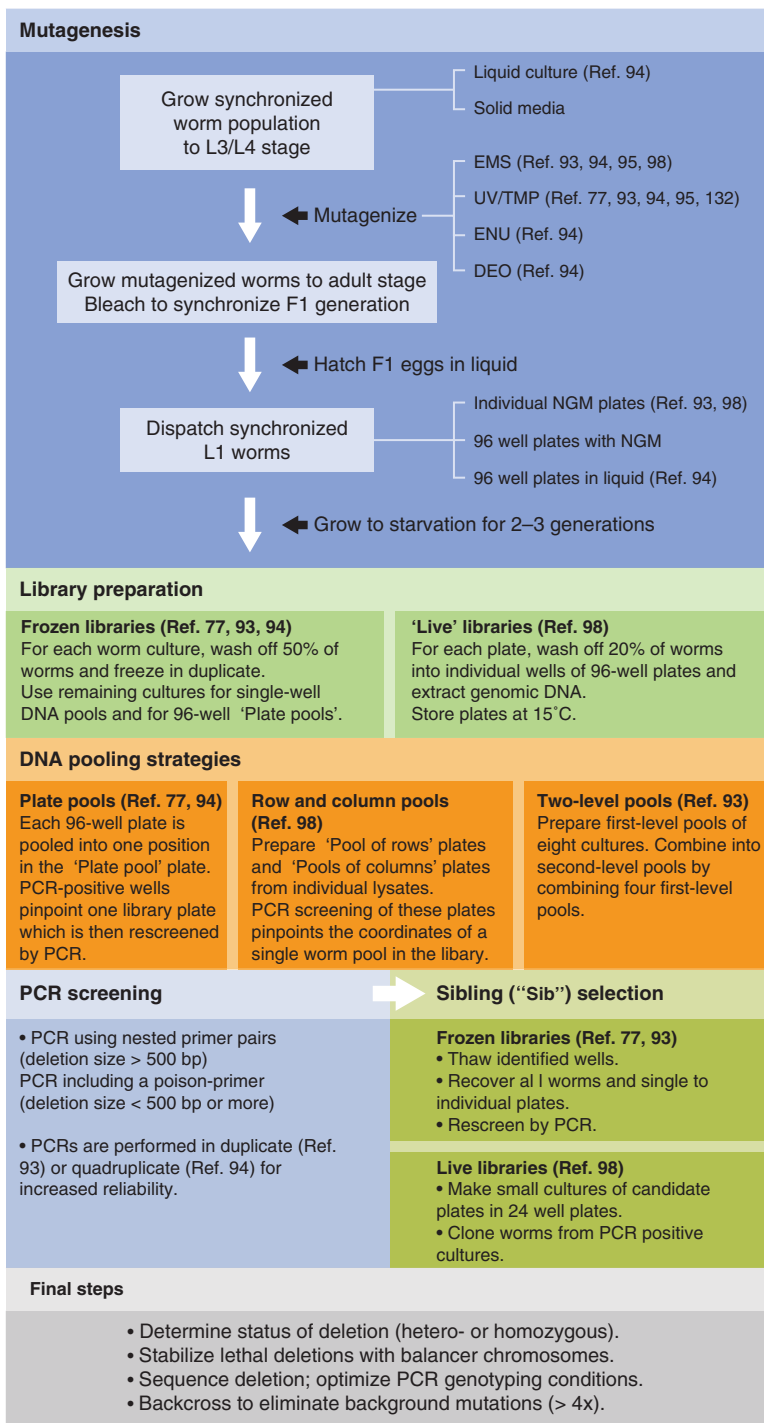 Mutagenesis
Grow synchronized
worm population
to L3/L4 stage
Liquid culture (Ref. 94)
Solid media
Mutagenize
EMS (Ref. 93, 94, 95, 98)
UV/TMP (Ref. 77, 93, 94, 95, 132)
ENU (Ref. 94)
DEO (Ref. 94)
Grow mutagenized worms to adult stage
Bleach to synchronize F1 generation
Hatch F1 eggs in liquid
Dispatch synchronized
L1 worms
Individual NGM plates (Ref. 93, 98)
96 well plates with NGM
96 well plates in liquid (Ref. 94)
Grow to starvation for 2–3 generations
Library preparation
Frozen libraries (Ref. 77, 93, 94)
For each worm culture, wash off 50% of
worms and freeze in duplicate.
Use remaining cultures for single-well
DNA pools and for 96-well 'Plate pools'.
'Live' libraries (Ref. 98)
For each plate, wash off 20% of worms
into individual wells of 96-well plates and
extract genomic DNA.
Store plates at 15˚C.
DNA pooling strategies
Plate pools (Ref. 77, 94)
Each 96-well plate is
pooled into one position
in the 'Plate pool' plate.
PCR-positive wells
pinpoint one library plate
which is then rescreened
by PCR.
Row and column pools
(Ref. 98)
Prepare 'Pool of rows' plates
and 'Pools of columns' plates
from individual lysates.
PCR screening of these plates
pinpoints the coordinates of a
single worm pool in the libary.
Two-level pools (Ref. 93)
Prepare first-level pools of
eight cultures. Combine into
second-level pools by
combining four first-level
pools.
PCR screening
• PCR using nested primer pairs
(deletion size > 500 bp)
PCR including a poison-primer
(deletion size < 500 bp or more)
• PCRs are performed in duplicate (Ref.
93) or quadruplicate (Ref. 94) for
increased reliability.
Sibling ("Sib") selection
Frozen libraries (Ref. 77, 93)
• Thaw identified wells.
• Recover al l worms and single to
individual plates.
• Rescreen by PCR.
Live libraries (Ref. 98)
• Make small cultures of candidate
plates in 24 well plates.
• Clone worms from PCR positive
cultures.
Final steps
• Determine status of deletion (hetero- or homozygous).
• Stabilize lethal deletions with balancer chromosomes.
• Sequence deletion; optimize PCR genotyping conditions.
• Backcross to eliminate background mutations (> 4x).